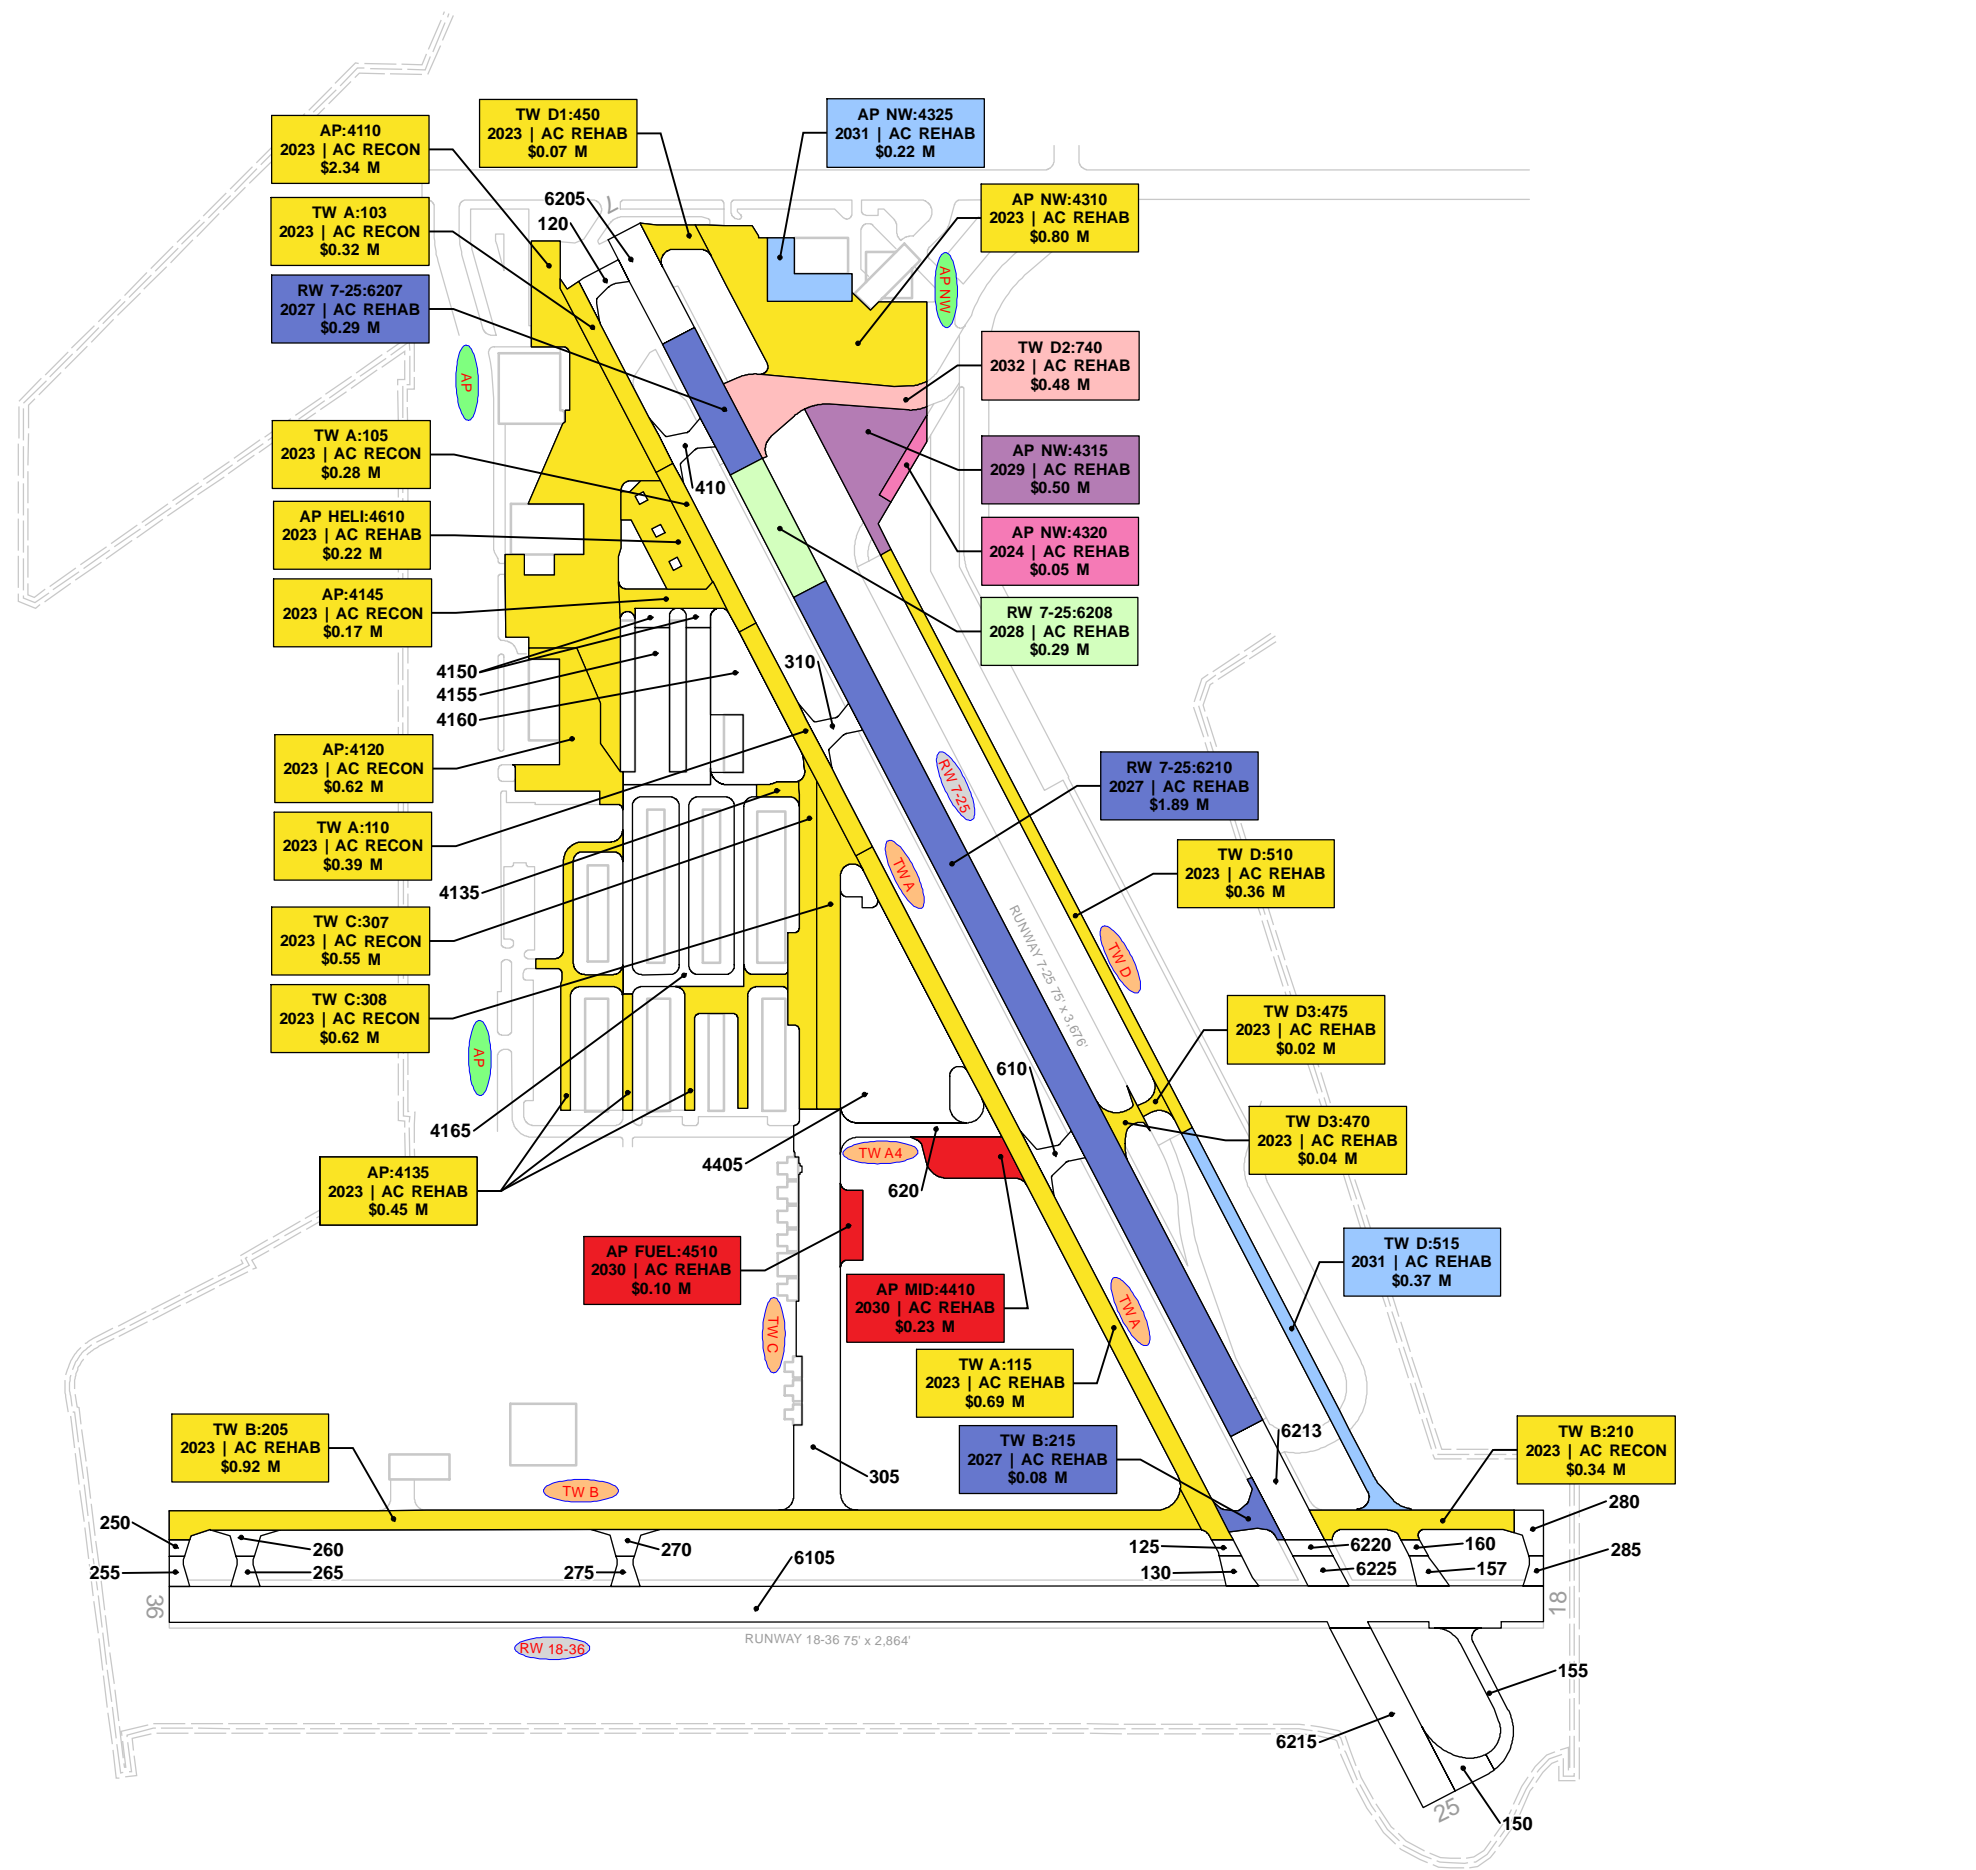 TW D1:450
2023 | AC REHAB
$0.07 M
AP NW:4325
2031 | AC REHAB
$0.22 M
AP:4110
2023 | AC RECON
$2.34 M
AP NW:4310
2023 | AC REHAB
$0.80 M
6205
7
120
TW A:103
2023 | AC RECON
$0.32 M
AP NW
RW 7-25:6207
2027 | AC REHAB
$0.29 M
AP
TW D2:740
2032 | AC REHAB
$0.48 M
TW A:105
2023 | AC RECON
$0.28 M
410
AP NW:4315
2029 | AC REHAB
$0.50 M
AP HELI:4610
2023 | AC REHAB
$0.22 M
AP NW:4320
2024 | AC REHAB
$0.05 M
AP:4145
2023 | AC RECON
$0.17 M
RW 7-25:6208
2028 | AC REHAB
$0.29 M
4150
4155
4160
310
AP:4120
2023 | AC RECON
$0.62 M
RW 7-25
RW 7-25:6210
2027 | AC REHAB
$1.89 M
TW A:110
2023 | AC RECON
$0.39 M
4135
TW A
TW D:510
2023 | AC REHAB
$0.36 M
TW C:307
2023 | AC RECON
$0.55 M
RUNWAY 7-25 75' x 3,676'
TW D
TW C:308
2023 | AC RECON
$0.62 M
TW D3:475
2023 | AC REHAB
$0.02 M
AP
610
4165
4405
TW A4
620
TW D3:470
2023 | AC REHAB
$0.04 M
AP:4135
2023 | AC REHAB
$0.45 M
AP FUEL:4510
2030 | AC REHAB
$0.10 M
AP MID:4410
2030 | AC REHAB
$0.23 M
TW D:515
2031 | AC REHAB
$0.37 M
TW C
TW A
TW A:115
2023 | AC REHAB
$0.69 M
TW B:205
2023 | AC REHAB
$0.92 M
305
TW B:215
2027 | AC REHAB
$0.08 M
6213
TW B:210
2023 | AC RECON
$0.34 M
TW B
280
250
260
270
6105
125
6220
160
285
255
265
275
130
6225
157
36
18
RW 18-36
RUNWAY 18-36 75' x 2,864'
155
6215
25
150